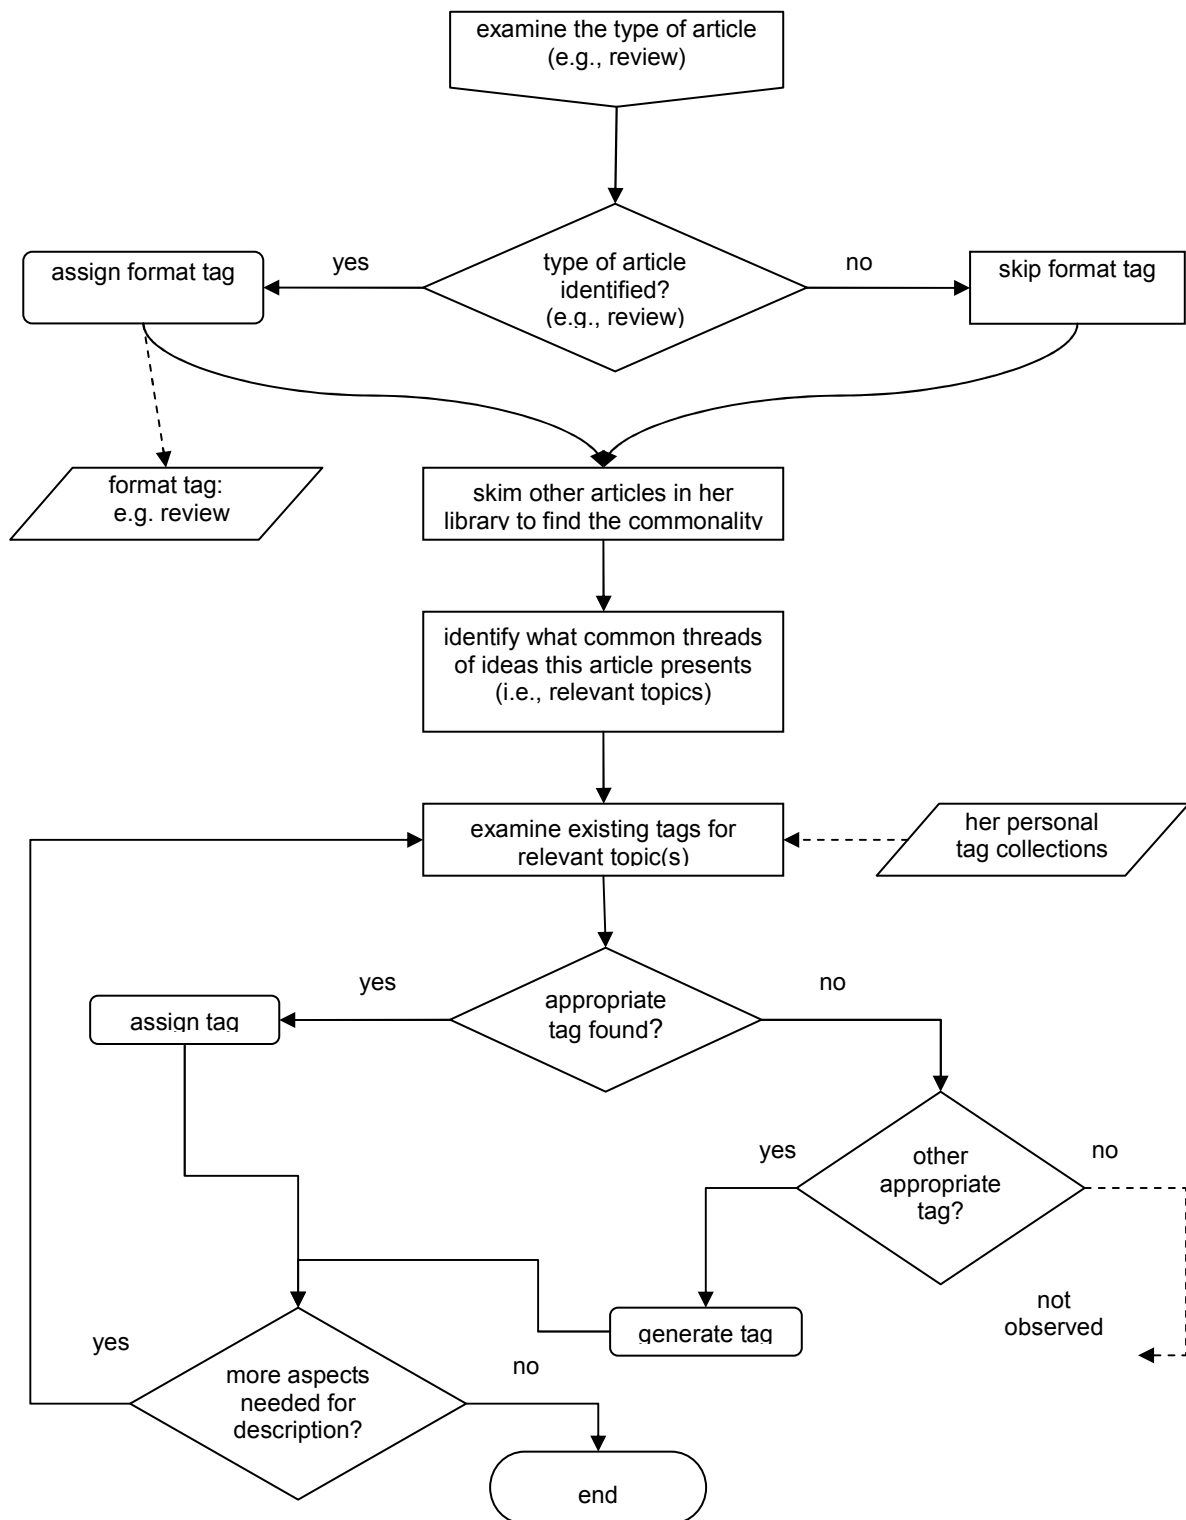 examine the type of article
(e.g., review)
yes
type of article
identified?
(e.g., review)
no
assign format tag
skip format tag
format tag:
e.g. review
skim other articles in her
library to find the commonality
identify what common threads
of ideas this article presents
(i.e., relevant topics)
examine existing tags for
relevant topic(s)
her personal
tag collections
yes
appropriate
tag found?
no
assign tag
yes
other
appropriate
tag?
no
not
observed
generate tag
yes
more aspects
needed for
description?
no
end